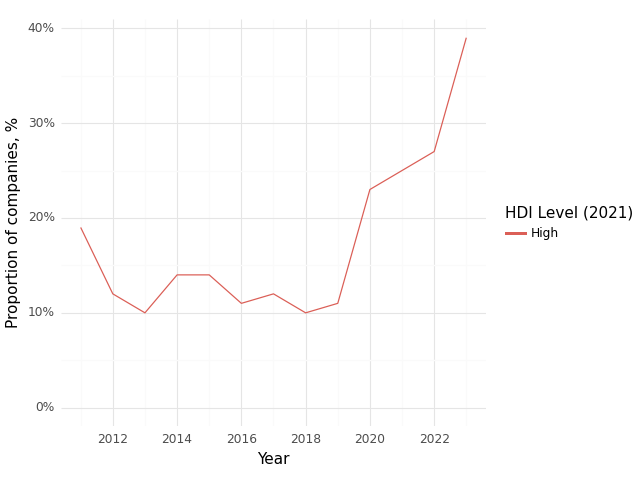 40%
30%
20%
10%
0%
Proportion of companies, %
2012 2014 2016 2018 2020 2022
Year
HDI Level (2021)
High